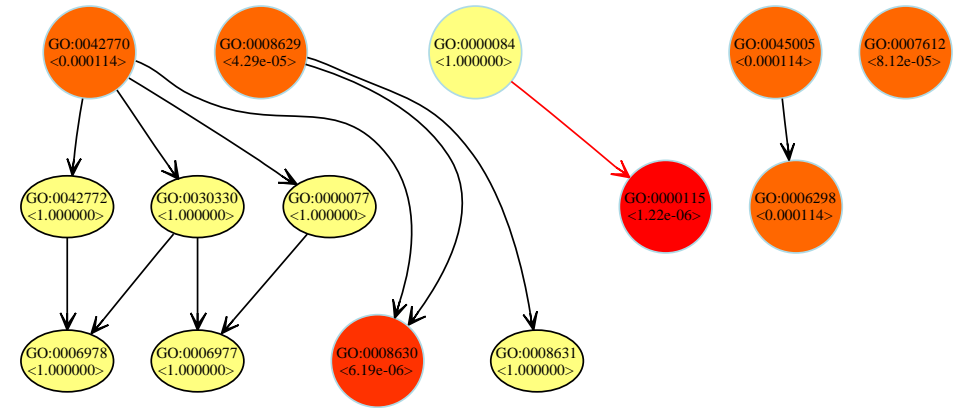 GO:0042770
<0.000114>
GO:0008629
<4.29e-05>
GO:0000084
<1.000000>
GO:0045005
<0.000114>
GO:0007612
<8.12e-05>
GO:0042772
<1.000000>
GO:0030330
<1.000000>
GO:0000077
<1.000000>
GO:0000115
<1.22e-06>
GO:0006298
<0.000114>
GO:0006978
<1.000000>
GO:0006977
<1.000000>
GO:0008630
<6.19e-06>
GO:0008631
<1.000000>